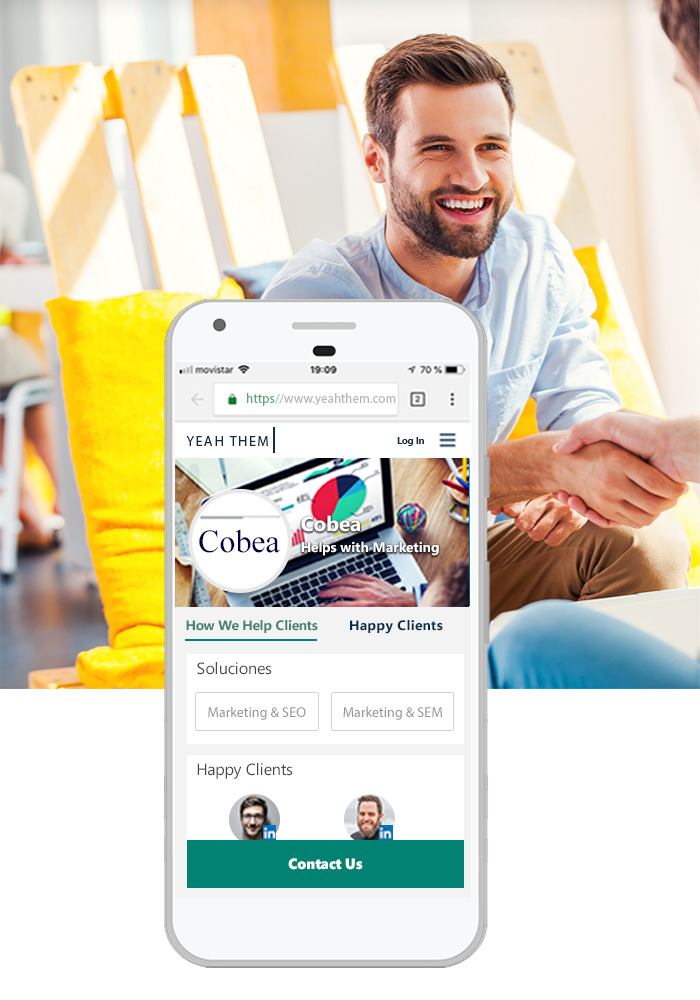 movistar 19:09 70 %
https://www.yeahthem.com 2
YEAH THEM Log In
Cobea
Cobea
Helps with Marketing
How We Help Clients Happy Clients
Soluciones
Marketing & SEO Marketing & SEM
Happy Clients
in in
Contact Us